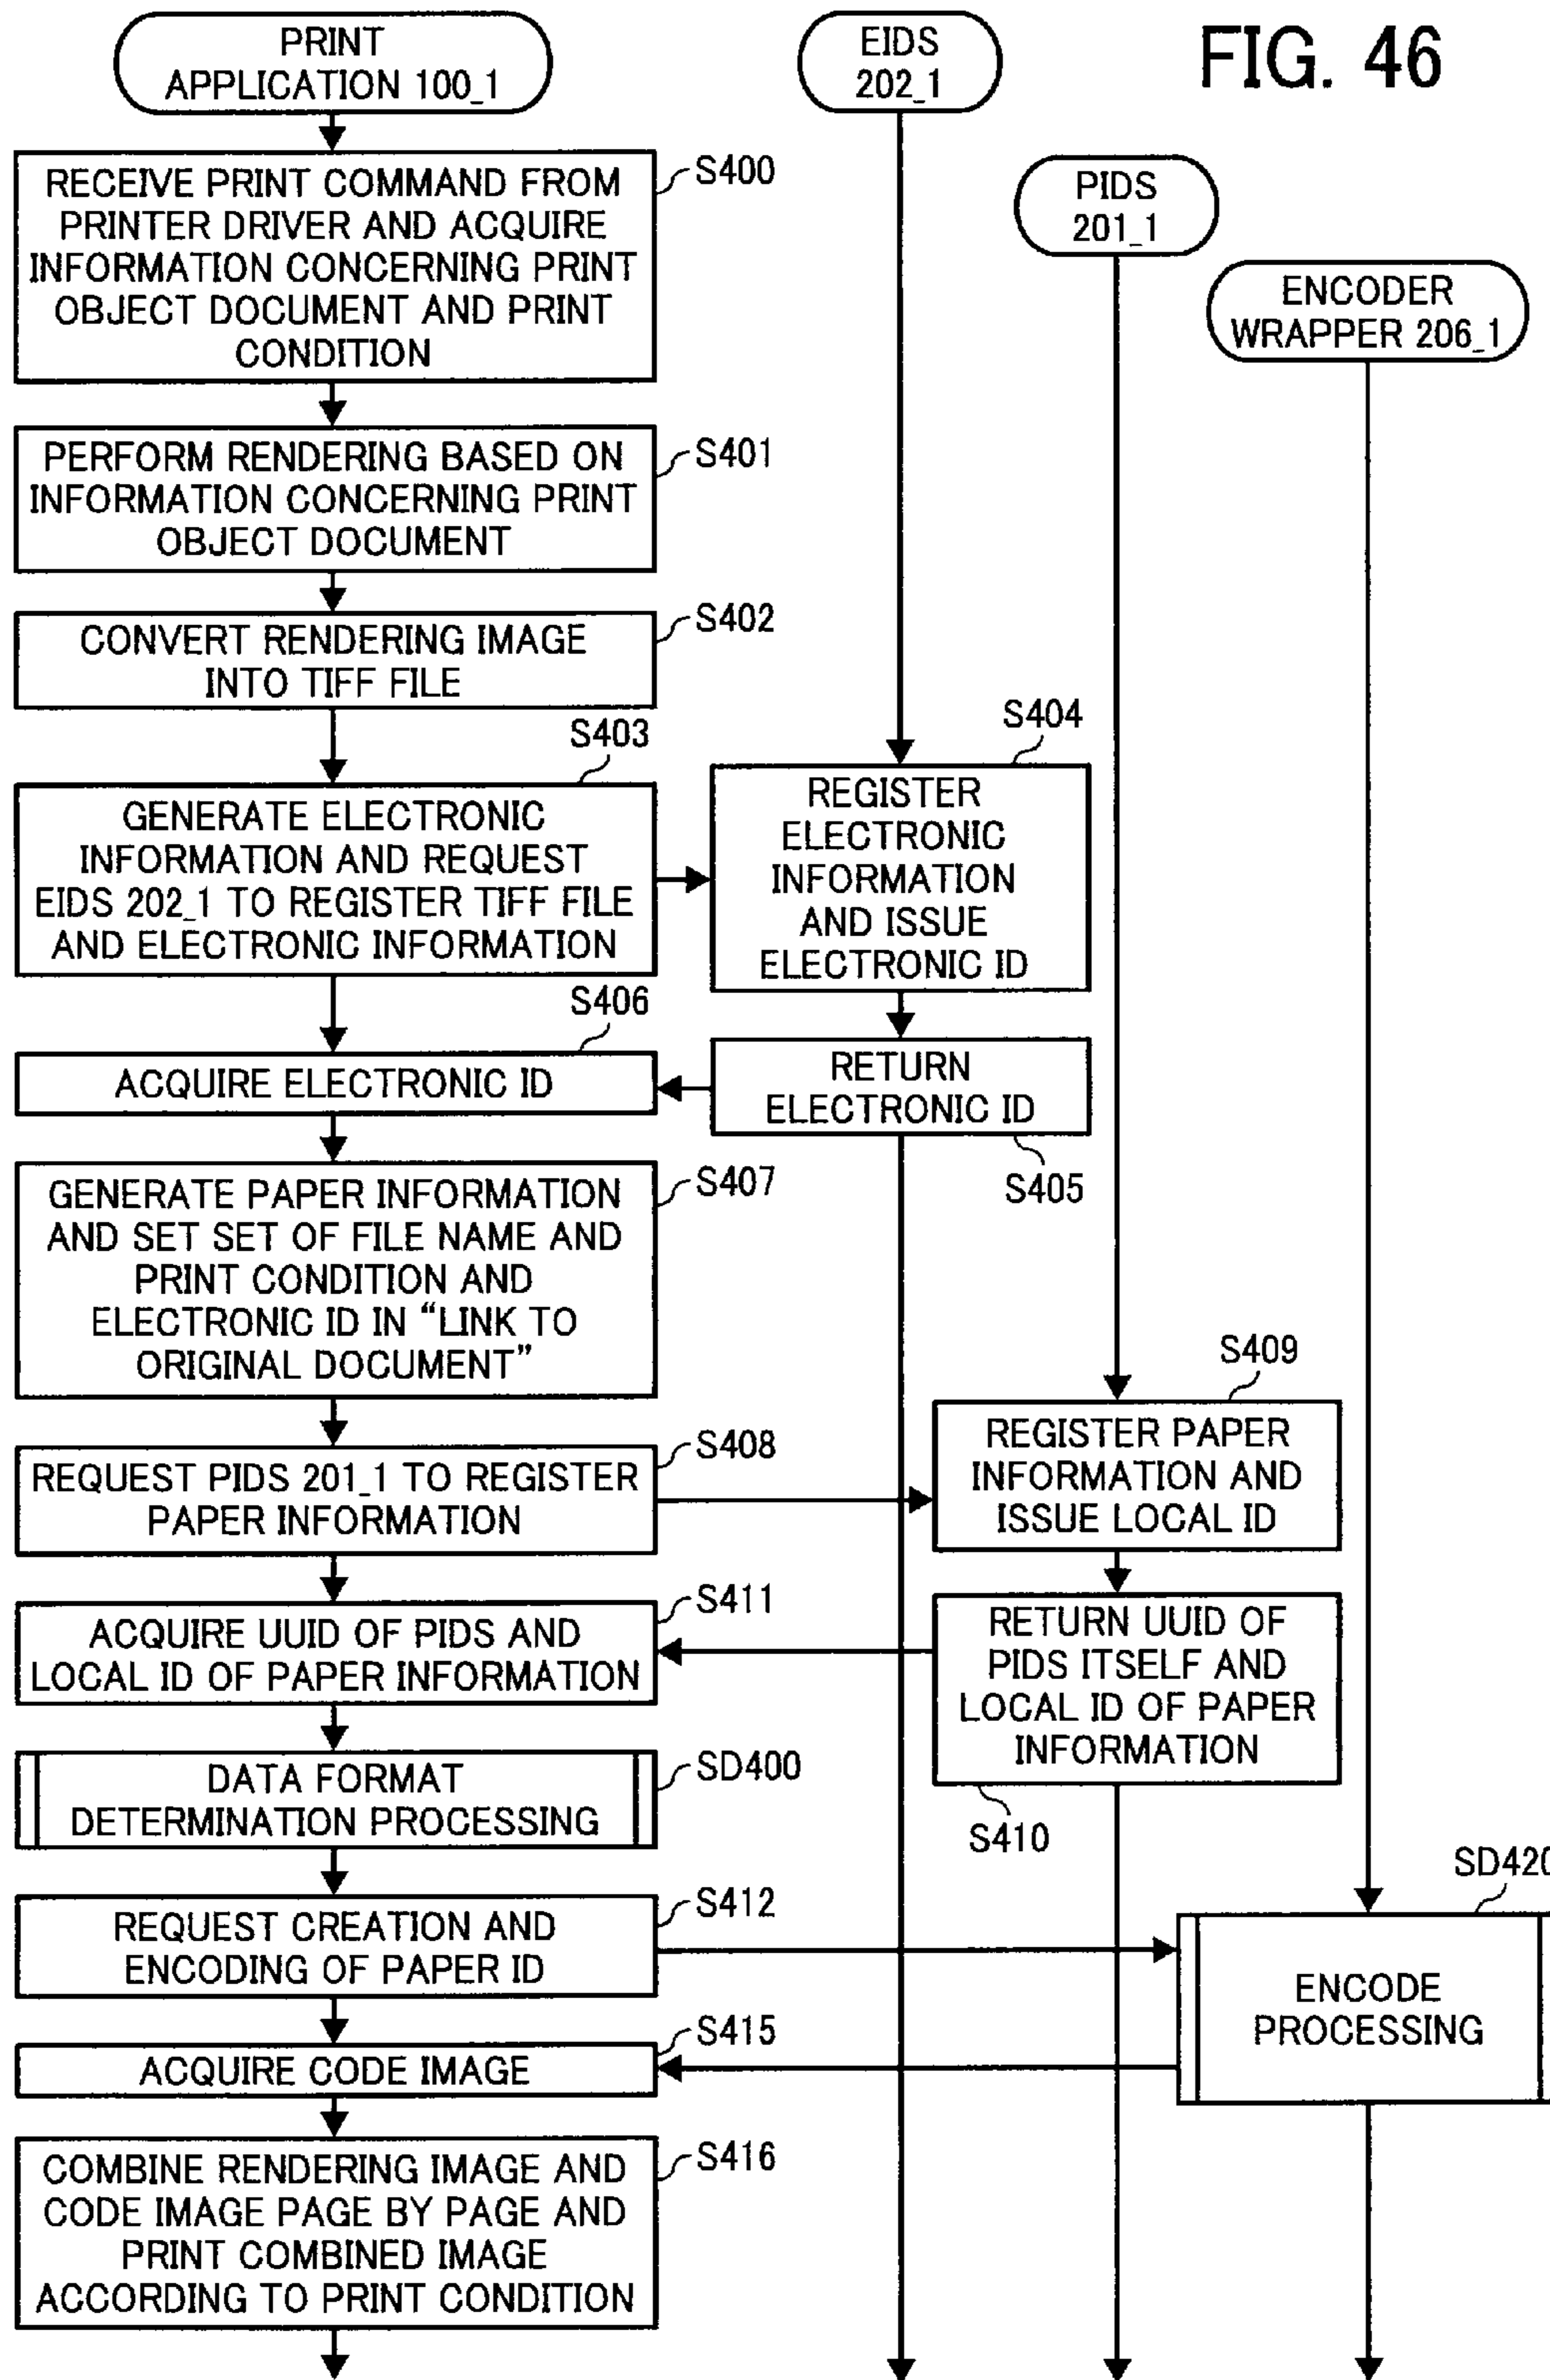 FIG. 46
PRINT
APPLICATION 100_1
EIDS
202_1
PIDS
201_1
ENCODER
WRAPPER 206_1
RECEIVE PRINT COMMAND FROM
PRINTER DRIVER AND ACQUIRE
INFORMATION CONCERNING PRINT
OBJECT DOCUMENT AND PRINT
CONDITION
S400
PERFORM RENDERING BASED ON
INFORMATION CONCERNING PRINT
OBJECT DOCUMENT
S401
CONVERT RENDERING IMAGE
INTO TIFF FILE
S402
S403
GENERATE ELECTRONIC
INFORMATION AND REQUEST
EIDS 202_1 TO REGISTER TIFF FILE
AND ELECTRONIC INFORMATION
S404
REGISTER
ELECTRONIC
INFORMATION
AND ISSUE
ELECTRONIC ID
S406
ACQUIRE ELECTRONIC ID
RETURN
ELECTRONIC ID
S405
GENERATE PAPER INFORMATION
AND SET SET OF FILE NAME AND
PRINT CONDITION AND
ELECTRONIC ID IN “LINK TO
ORIGINAL DOCUMENT”
S407
REQUEST PIDS 201_1 TO REGISTER
PAPER INFORMATION
S408
S409
REGISTER PAPER
INFORMATION AND
ISSUE LOCAL ID
ACQUIRE UUID OF PIDS AND
LOCAL ID OF PAPER INFORMATION
S411
RETURN UUID OF
PIDS ITSELF AND
LOCAL ID OF PAPER
INFORMATION
S410
DATA FORMAT
DETERMINATION PROCESSING
SD400
REQUEST CREATION AND
ENCODING OF PAPER ID
S412
SD420
ENCODE
PROCESSING
ACQUIRE CODE IMAGE
S415
COMBINE RENDERING IMAGE AND
CODE IMAGE PAGE BY PAGE AND
PRINT COMBINED IMAGE
ACCORDING TO PRINT CONDITION
S416